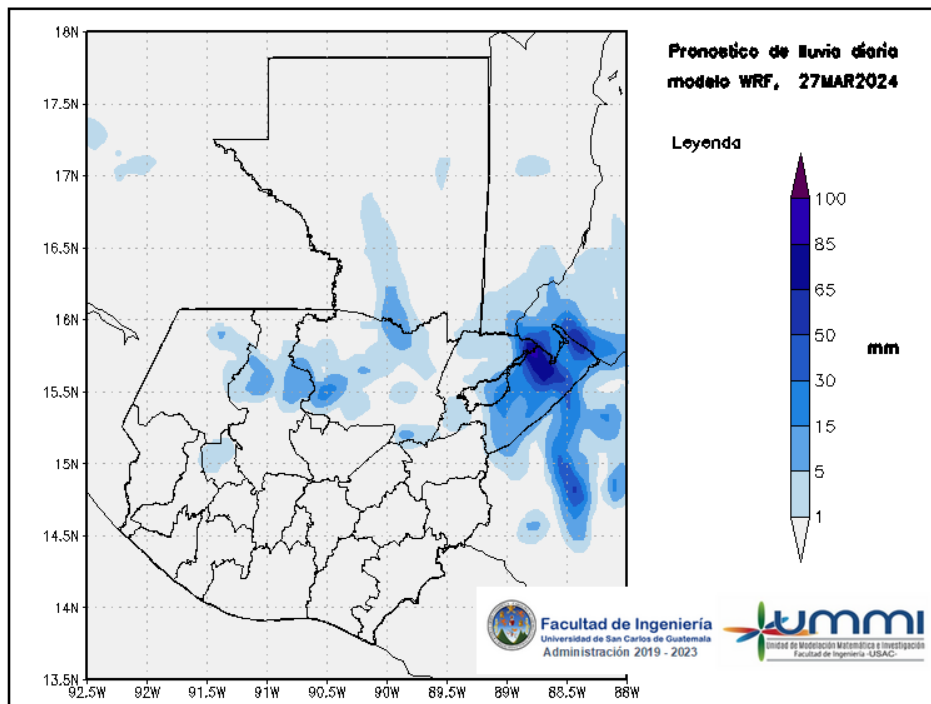 18N
17.5N
17N
16.5N
16N
15.5N
15N
14.5N
14N
13.5N
92.5W
92W
91.5W
91W
90.5W
90W
89.5W
89W
88.5W
88W
Pronostico de lluvia diaria
modelo WRF, 27MAR2024
Leyenda
100
85
65
50
30
15
5
1
mm
Facultad de Ingeniería
Universidad de San Carlos de Guatemala
Administración 2019 - 2023
ummi
Unidad de Modelación Matemática e Investigación
Facultad de Ingeniería -USAC-